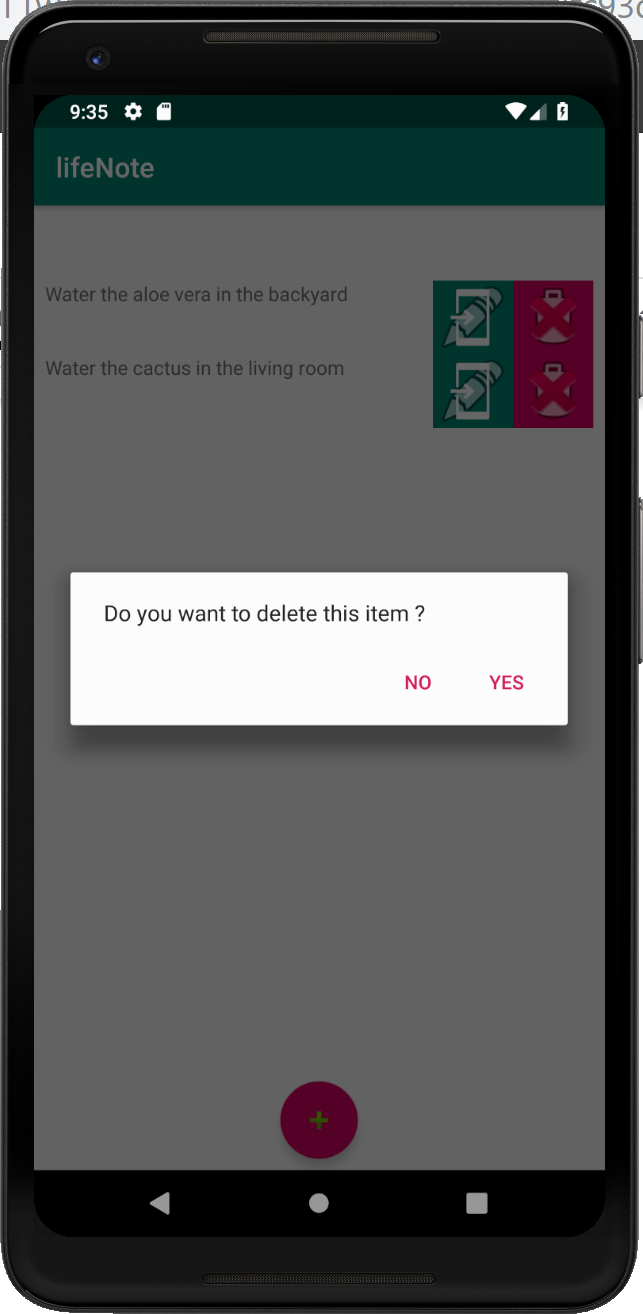 9:35
lifeNote
Water the aloe vera in the backyard
Water the cactus in the living room
Do you want to delete this item ?
NO YES